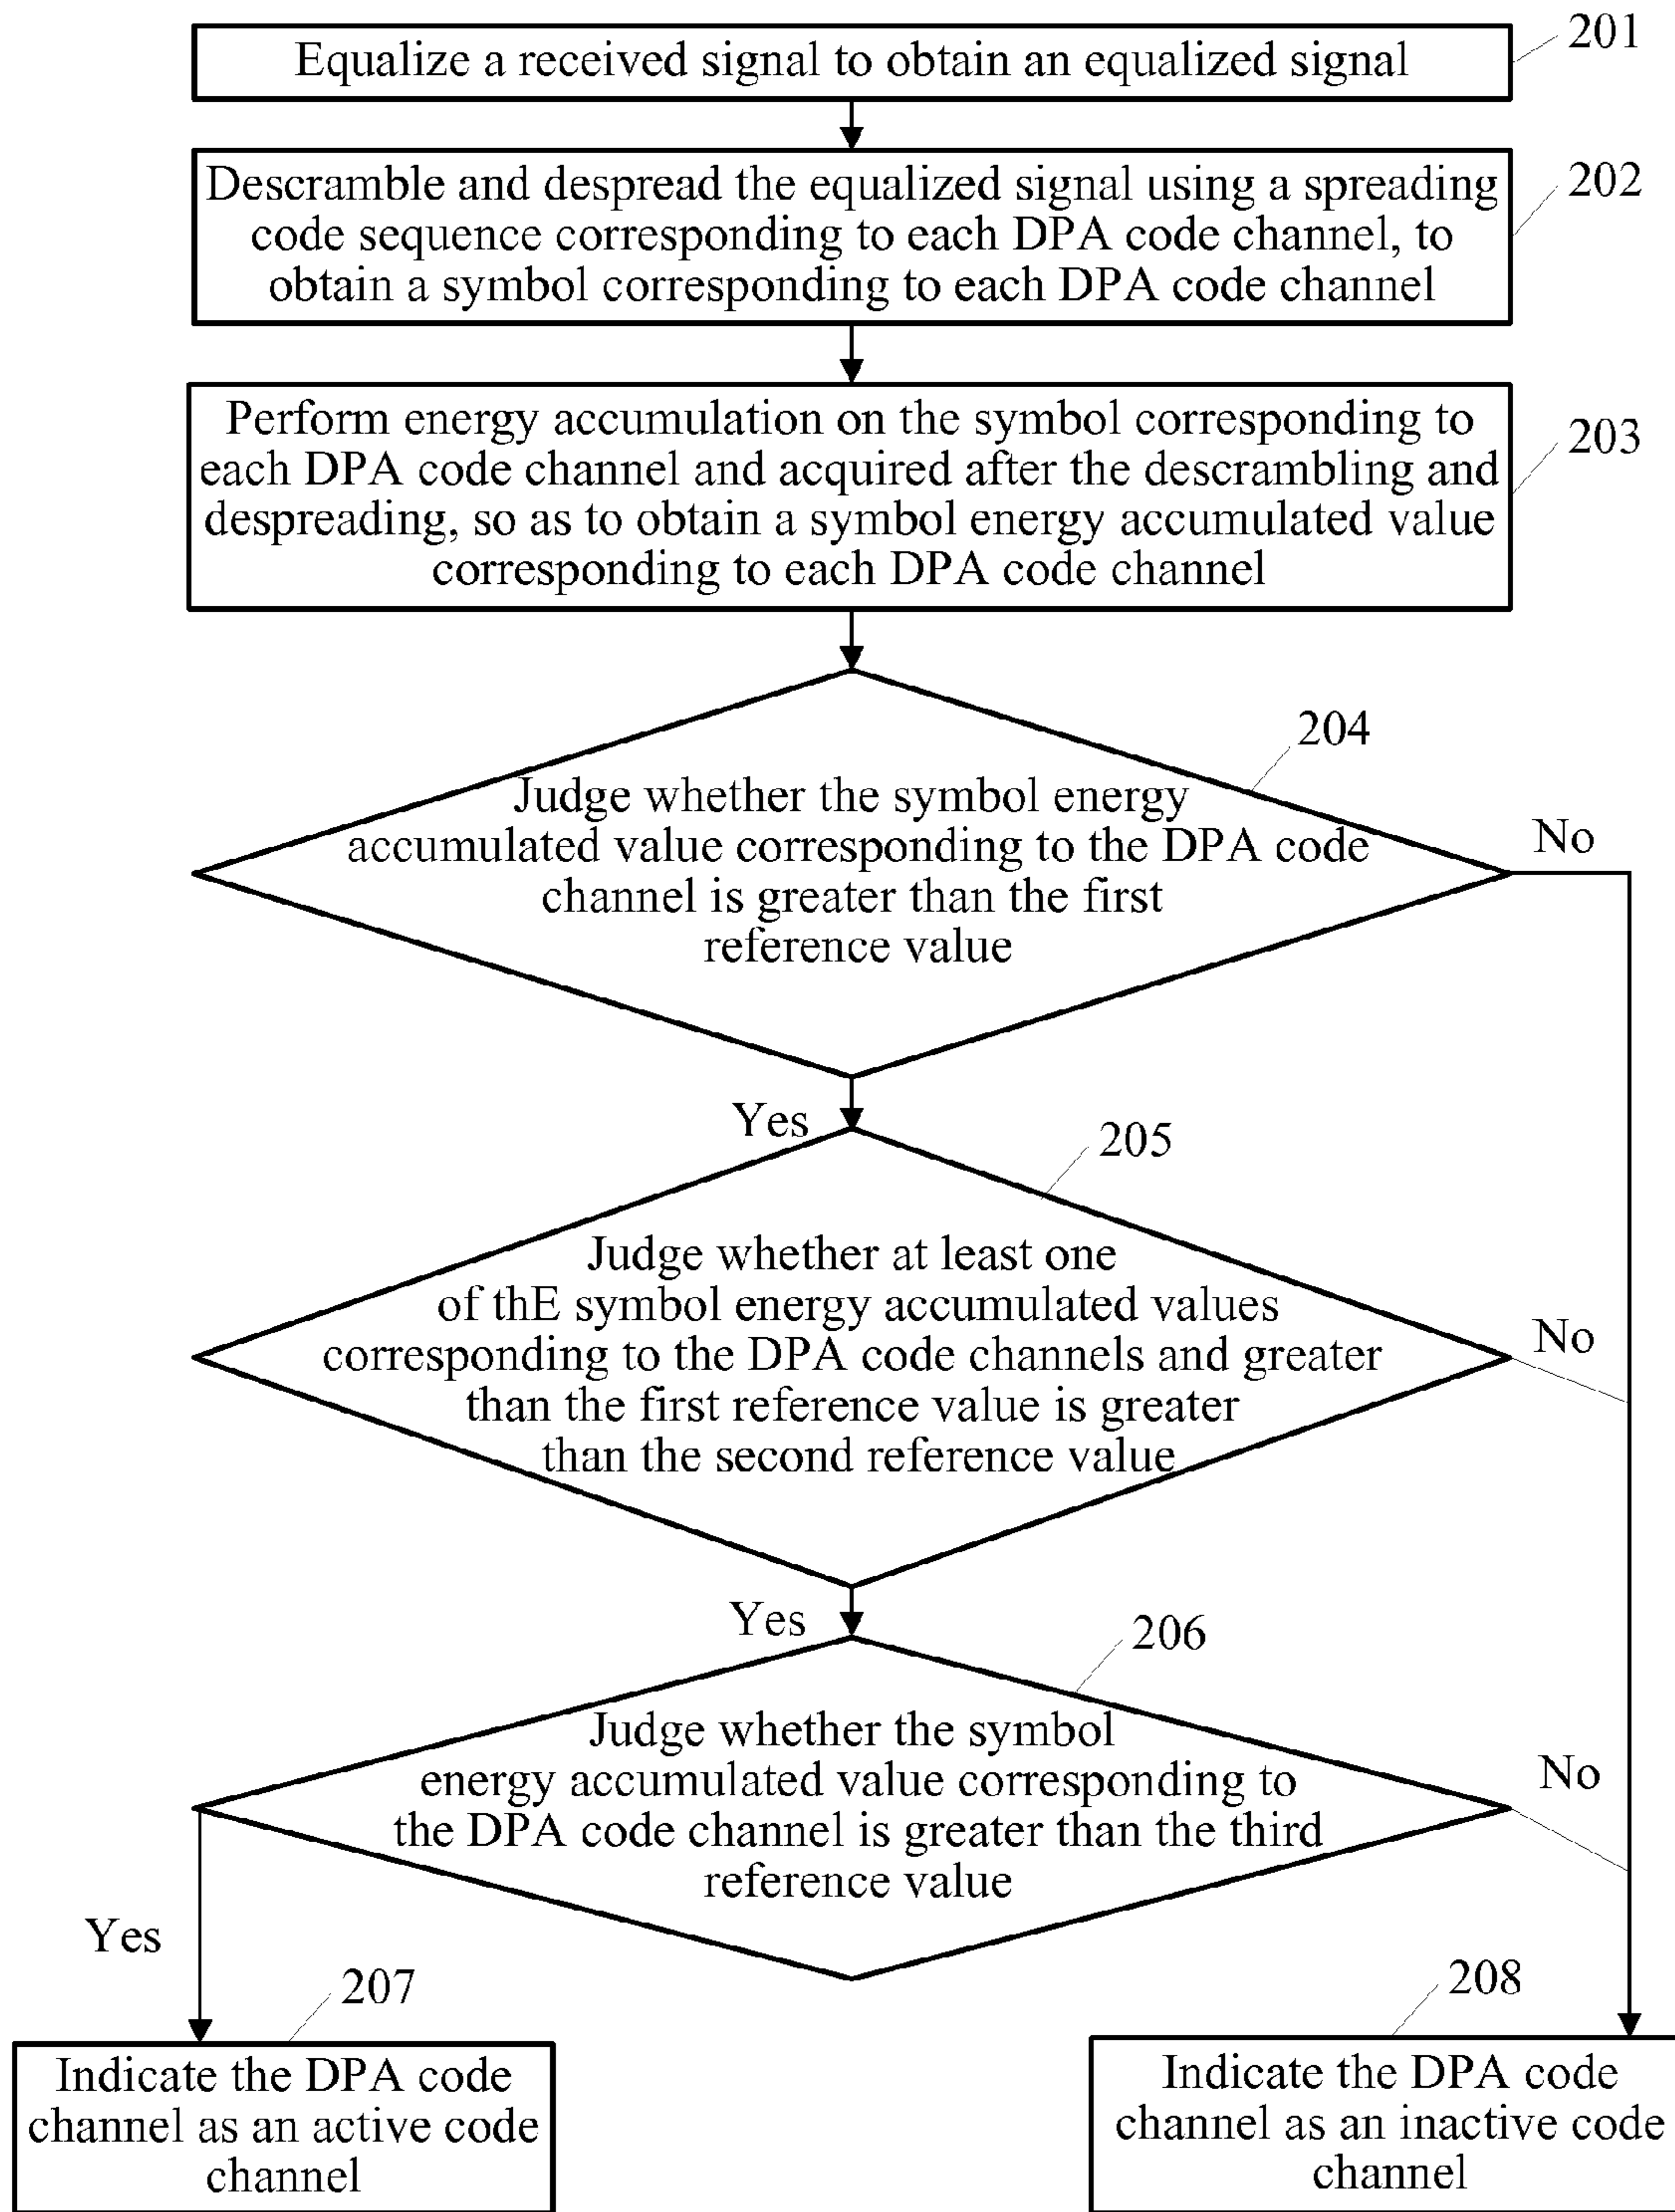 Equalize a received signal to obtain an equalized signal
201
Descramble and despread the equalized signal using a spreading
code sequence corresponding to each DPA code channel, to
obtain a symbol corresponding to each DPA code channel
202
Perform energy accumulation on the symbol corresponding to
each DPA code channel and acquired after the descrambling and
despreading, so as to obtain a symbol energy accumulated value
corresponding to each DPA code channel
203
204
Judge whether the symbol energy
accumulated value corresponding to the DPA code
channel is greater than the first
reference value
No
Yes
205
Judge whether at least one
of thE symbol energy accumulated values
corresponding to the DPA code channels and greater
than the first reference value is greater
than the second reference value
No
Yes
206
Judge whether the symbol
energy accumulated value corresponding to
the DPA code channel is greater than the third
reference value
No
Yes
207
Indicate the DPA code
channel as an active code
channel
208
Indicate the DPA code
channel as an inactive code
channel